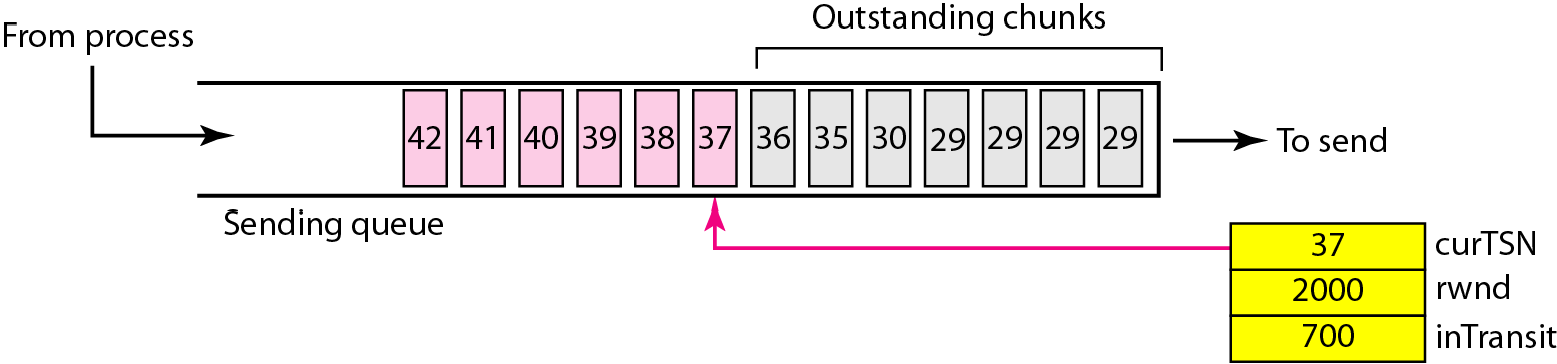 Outstanding chunks
From process
42 41 40 39 38 37 36 35 30 29 29 29 29
To send
Sending queue
37 curTSN
2000 rwnd
700 inTransit